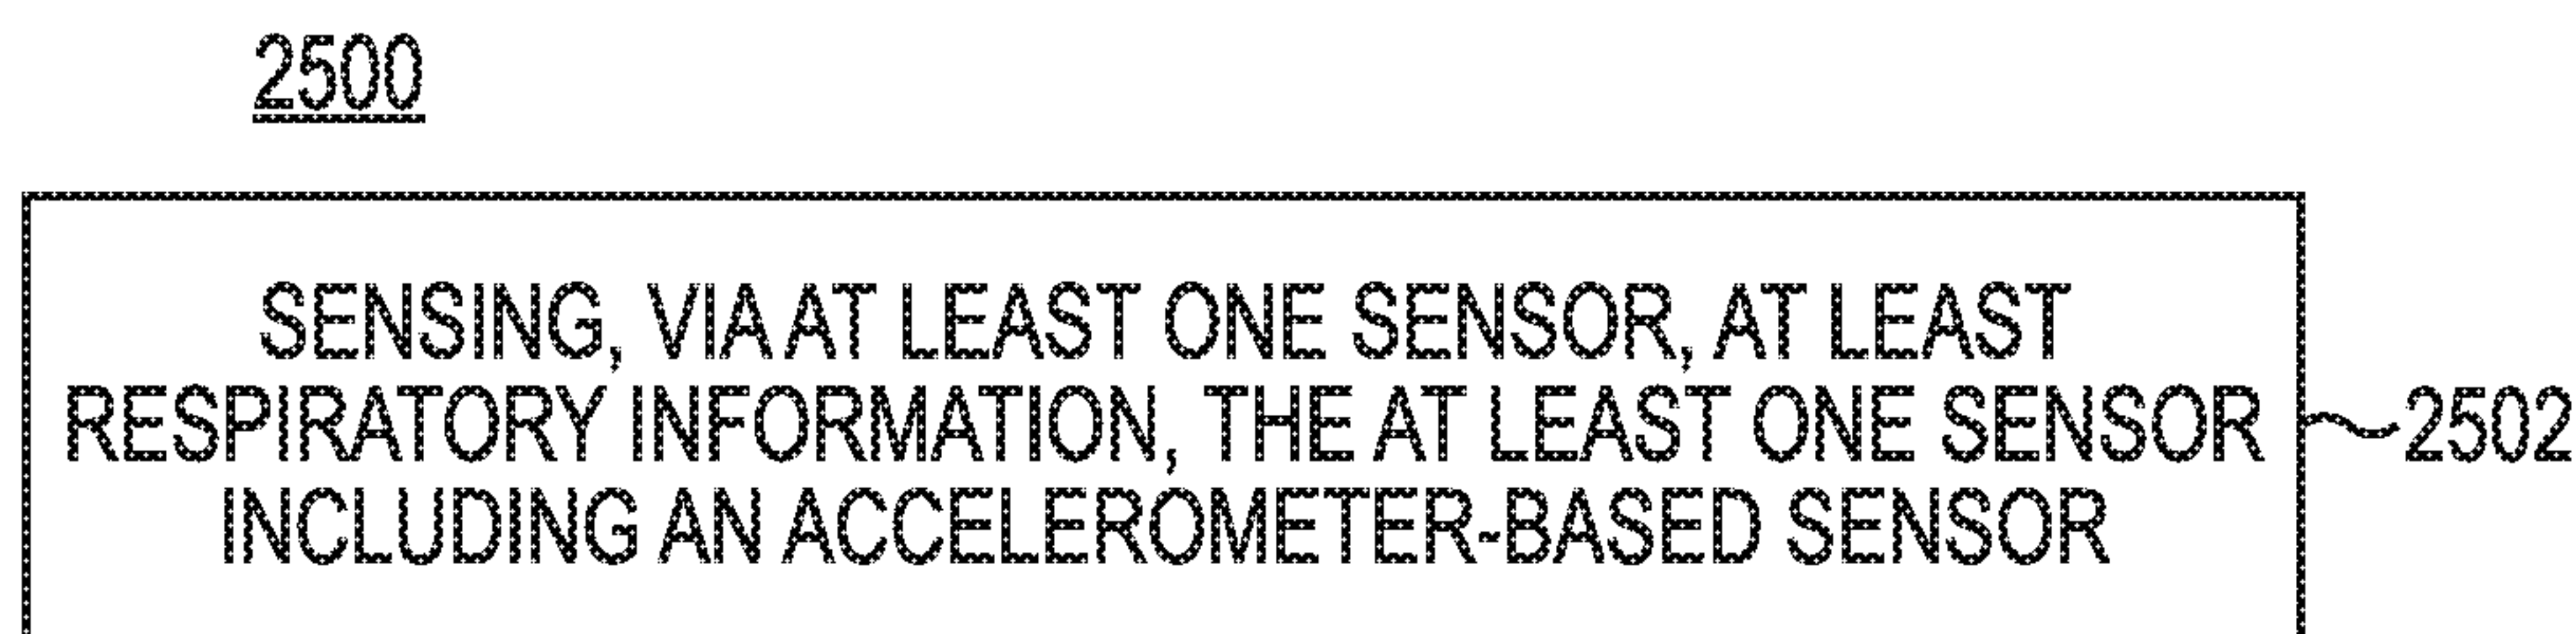 2500
SENSING, VIA AT LEAST ONE SENSOR, AT LEAST
RESPIRATORY INFORMATION, THE AT LEAST ONE SENSOR
INCLUDING AN ACCELEROMETER-BASED SENSOR
2502